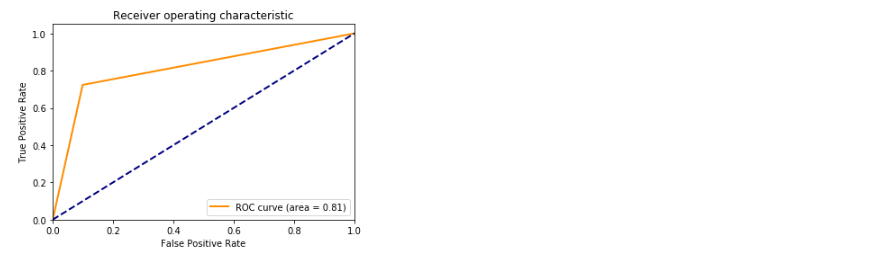 Receiver operating characteristic
1.0
0.8
0.6
0.4
0.2
0.0
True Positive Rate
ROC curve (area = 0.81)
0.0 0.2 0.4 0.6 0.8 1.0
False Positive Rate